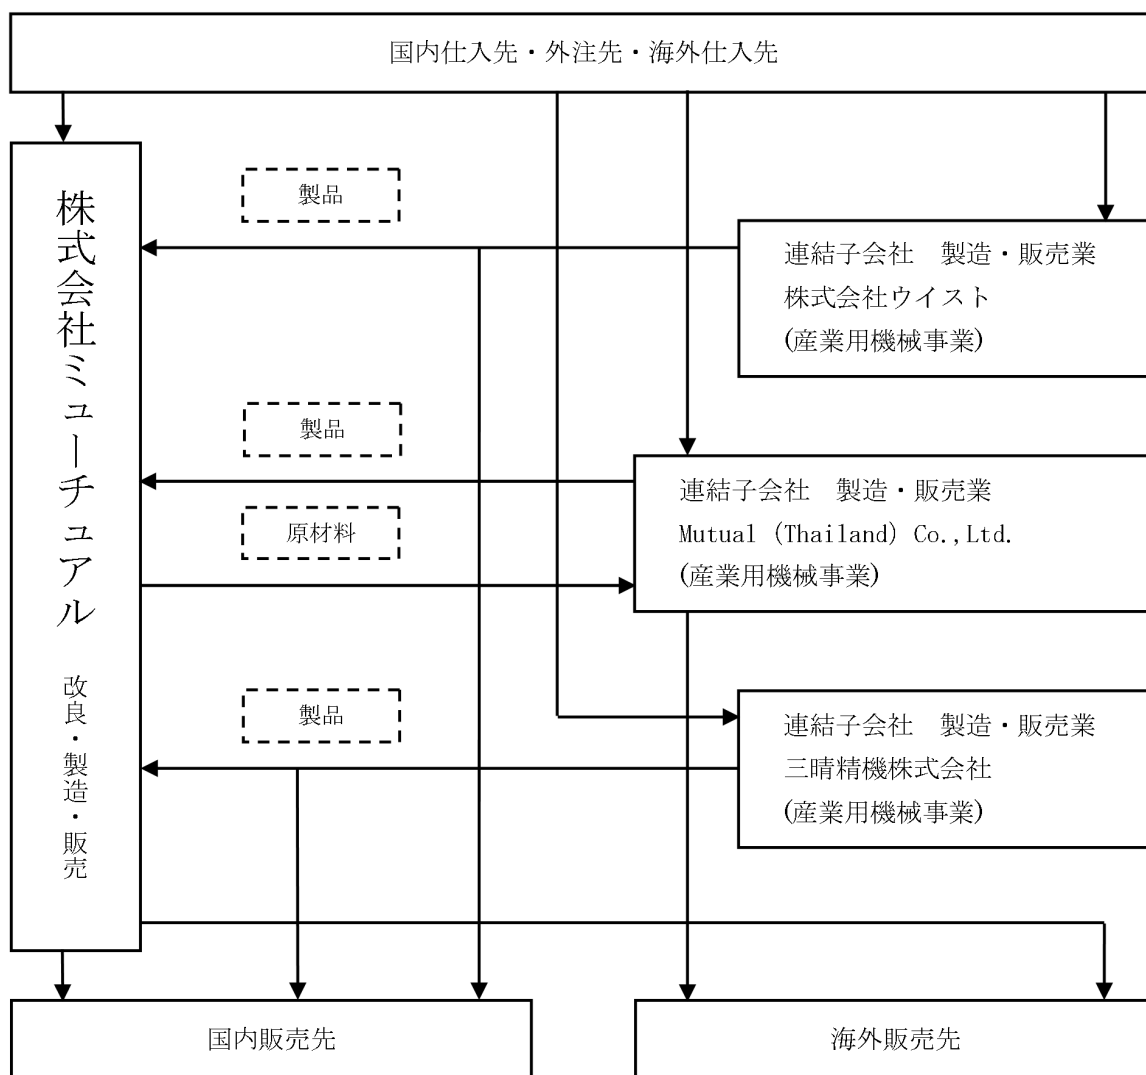 国内仕入先・外注先・海外仕入先
株式会社ミューチュアル 改良・製造・販売
製品
連結子会社　製造・販売業
株式会社ウイスト
(産業用機械事業)
製品
連結子会社　製造・販売業
Mutual (Thailand) Co.,Ltd.
(産業用機械事業)
原材料
製品
連結子会社　製造・販売業
三晴精機株式会社
(産業用機械事業)
国内販売先
海外販売先